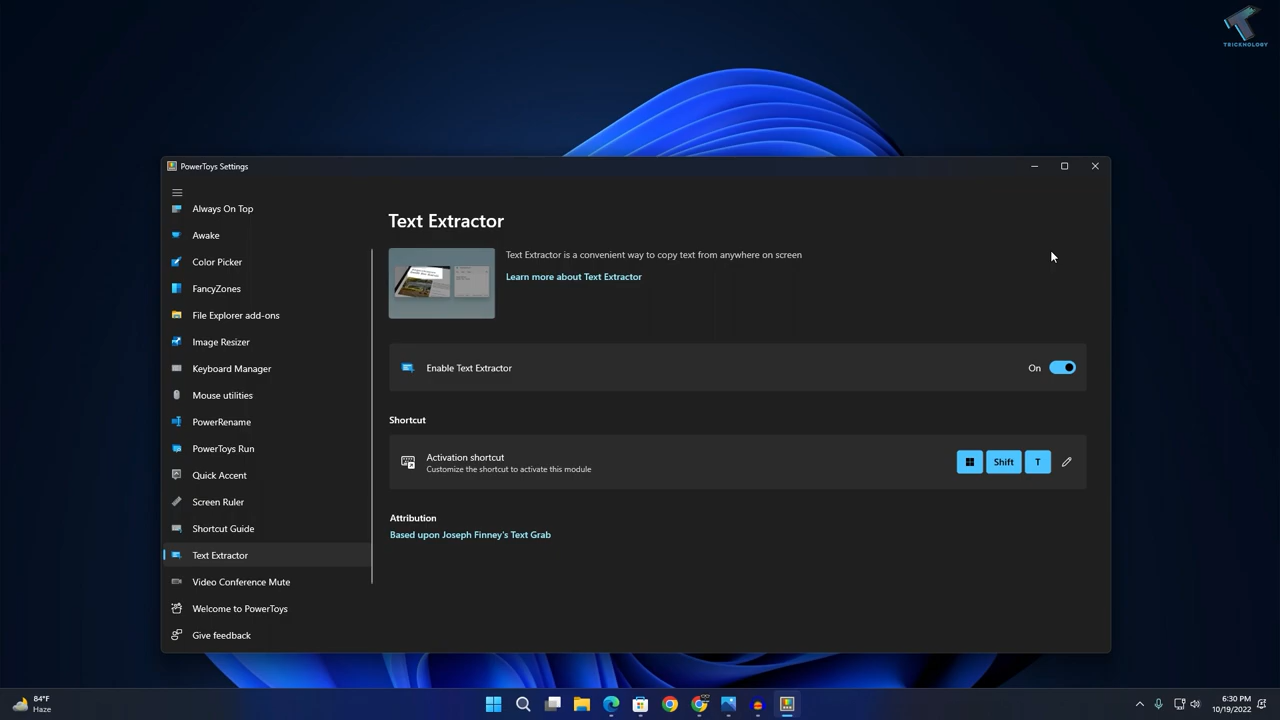 TRICKNOLOGY
PowerToys Settings
Always On Top
Awake
Color Picker
FancyZones
File Explorer add-ons
Image Resizer
Keyboard Manager
Mouse utilities
PowerRename
PowerToys Run
Quick Accent
Screen Ruler
Shortcut Guide
Text Extractor
Video Conference Mute
Welcome to PowerToys
Give feedback
Text Extractor
Text Extractor is a convenient way to copy text from anywhere on screen
Learn more about Text Extractor
Enable Text Extractor
On
Shortcut
Activation shortcut
Shift
T
Customize the shortcut to activate this module
Attribution
Based upon Joseph Finney's Text Grab
84°F
Haze
6:30 PM
10/19/2022